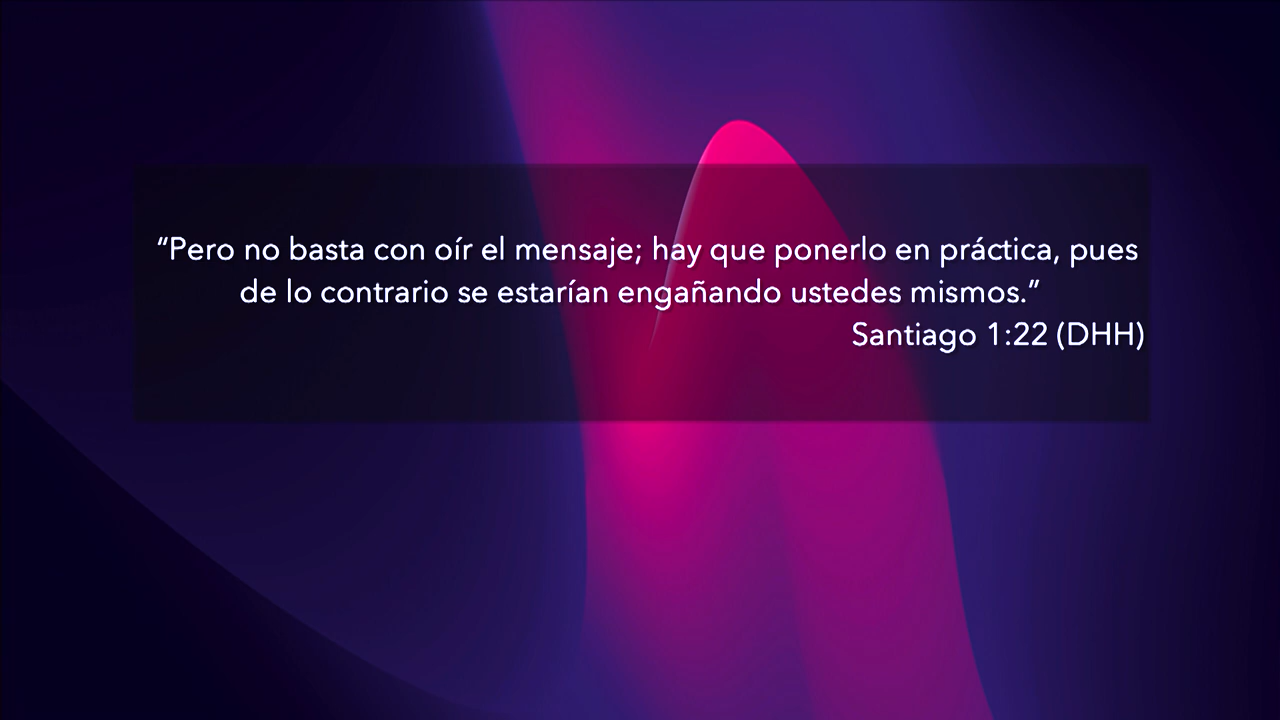 “Pero no basta con oír el mensaje; hay que ponerlo en práctica, pues
de lo contrario se estarían engañando ustedes mismos.”
Santiago 1:22 (DHH)